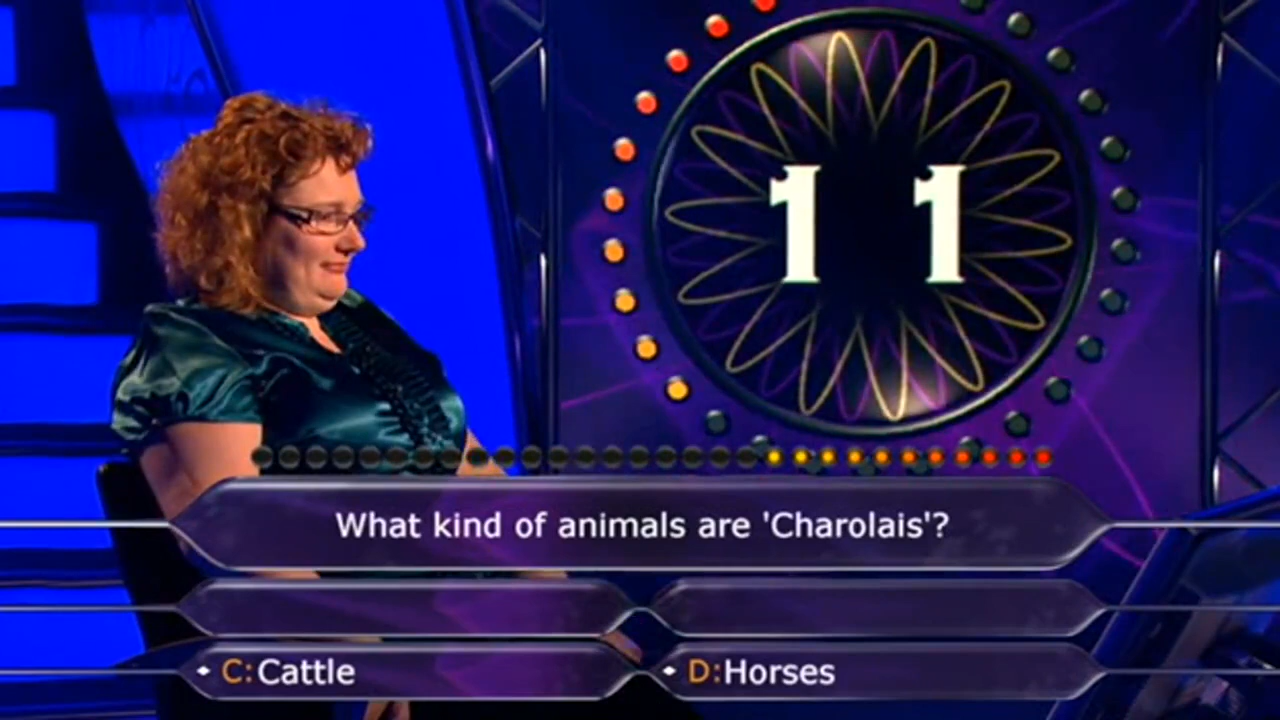 11
What kind of animals are 'Charolais'?
C: Cattle
D: Horses